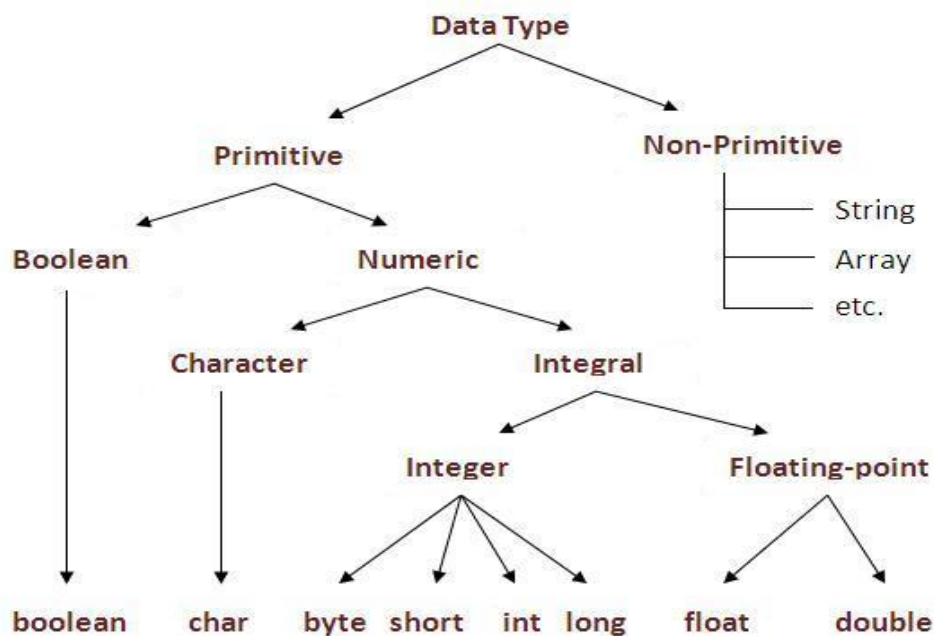 Data Type
Primitive
Non-Primitive
String
Array
etc.
Boolean
Numeric
Character
Integral
Integer
Floating-point
boolean
char
byte
short
int
long
float
double